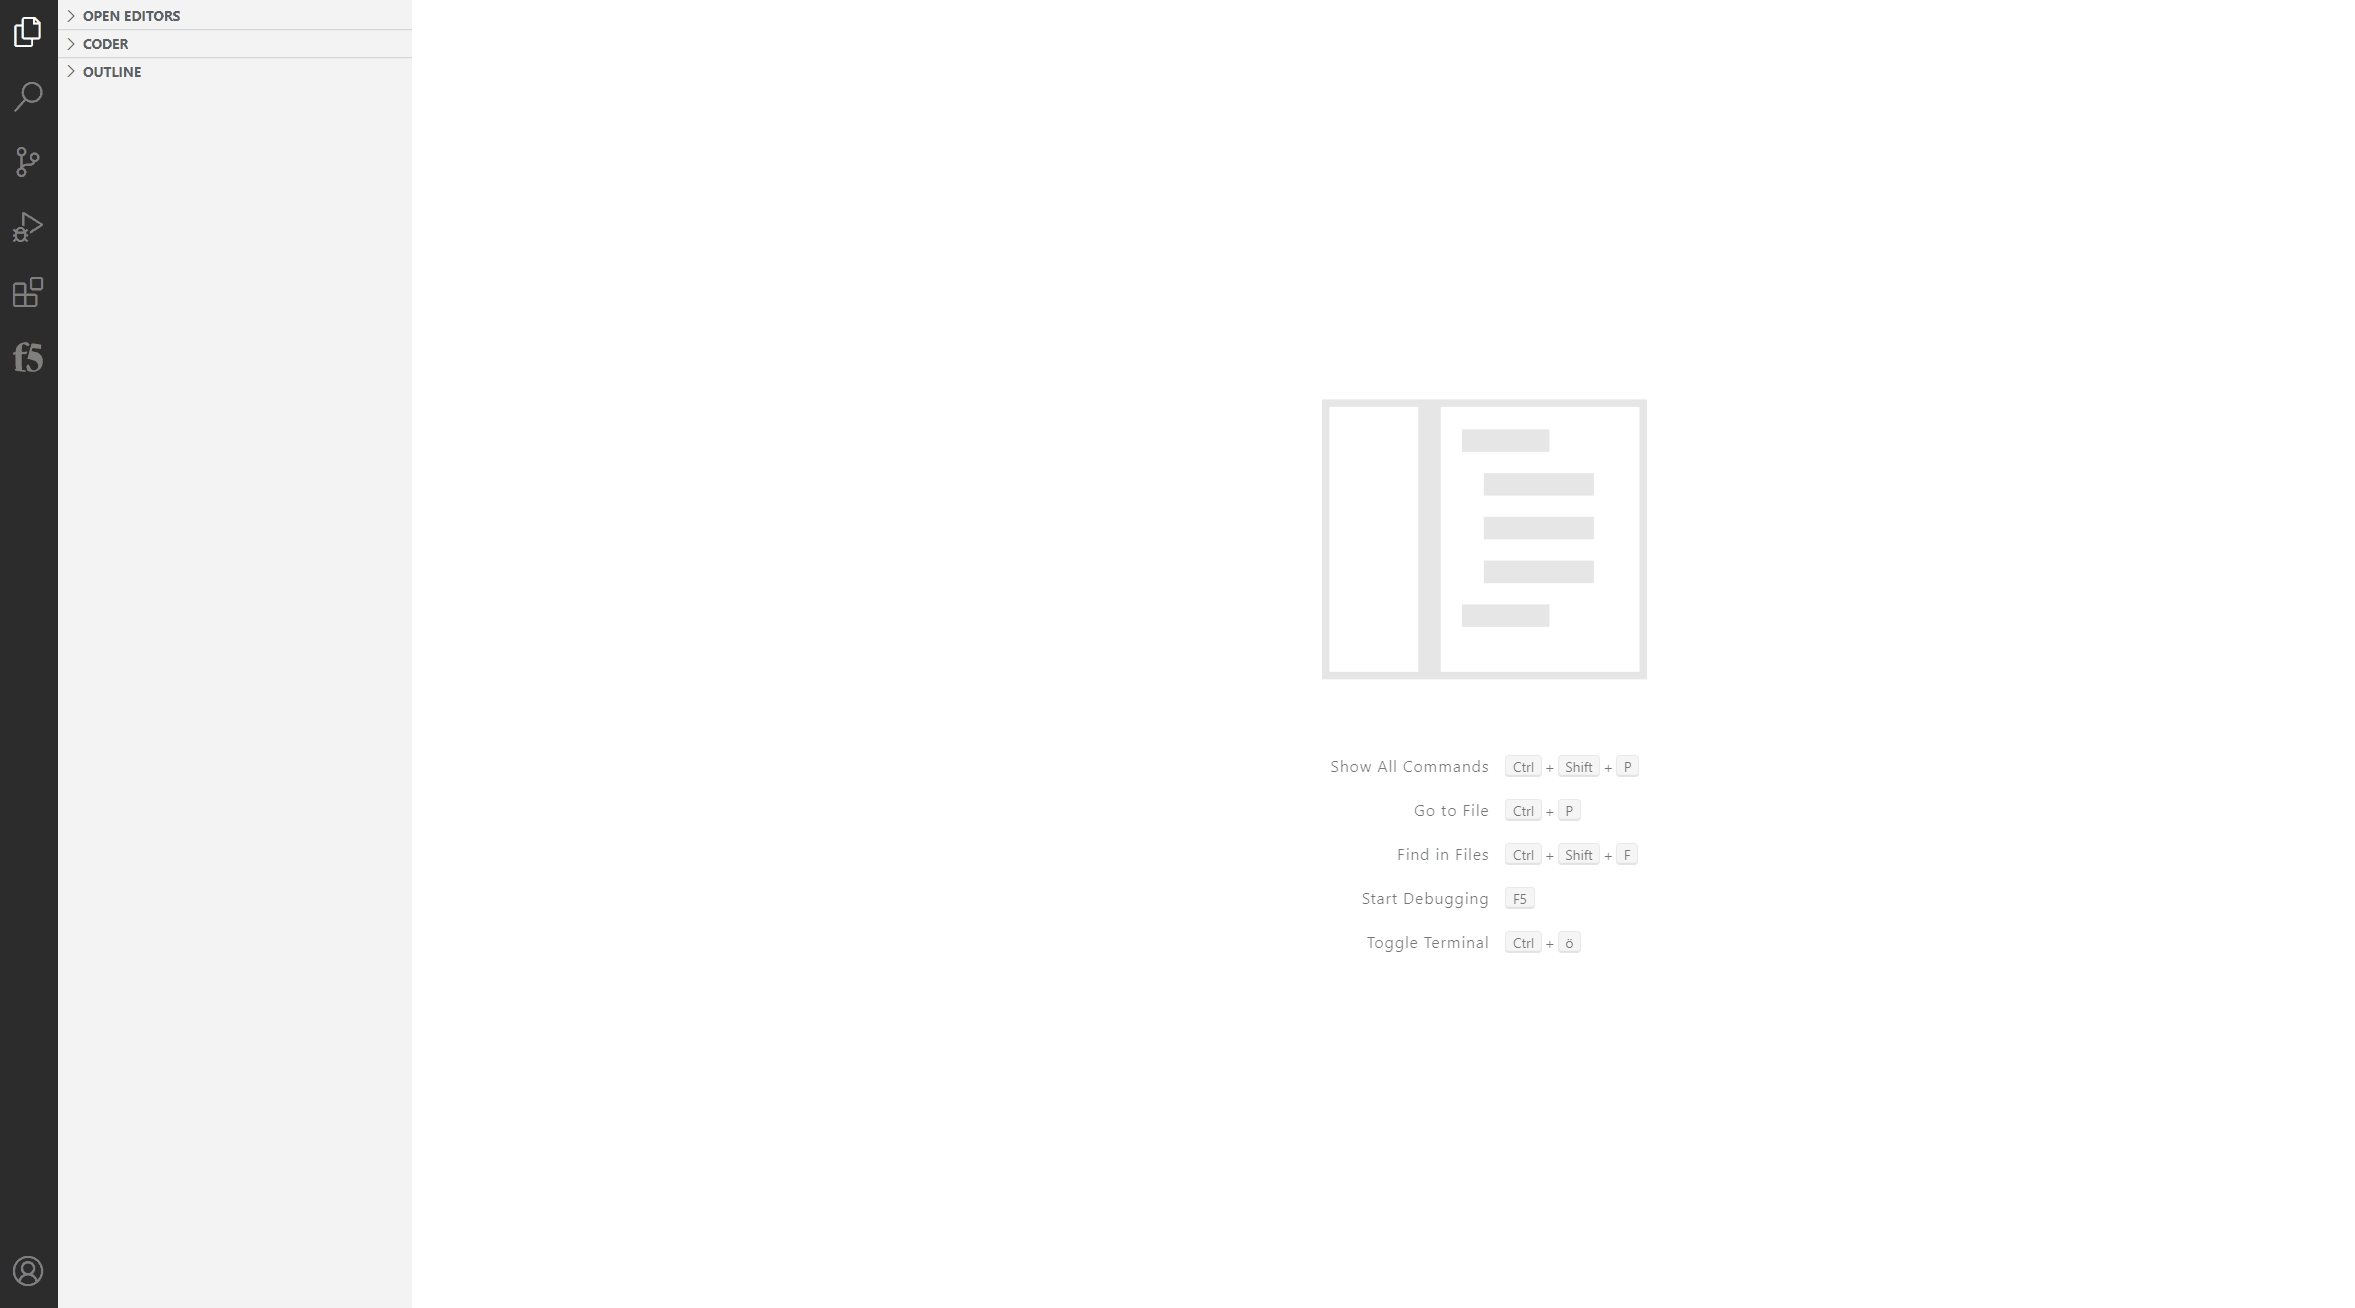 OPEN EDITORS
CODER
OUTLINE
f5
Show All Commands Ctrl + Shift + P
Go to File Ctrl + P
Find in Files Ctrl + Shift + F
Start Debugging F5
Toggle Terminal Ctrl + ö